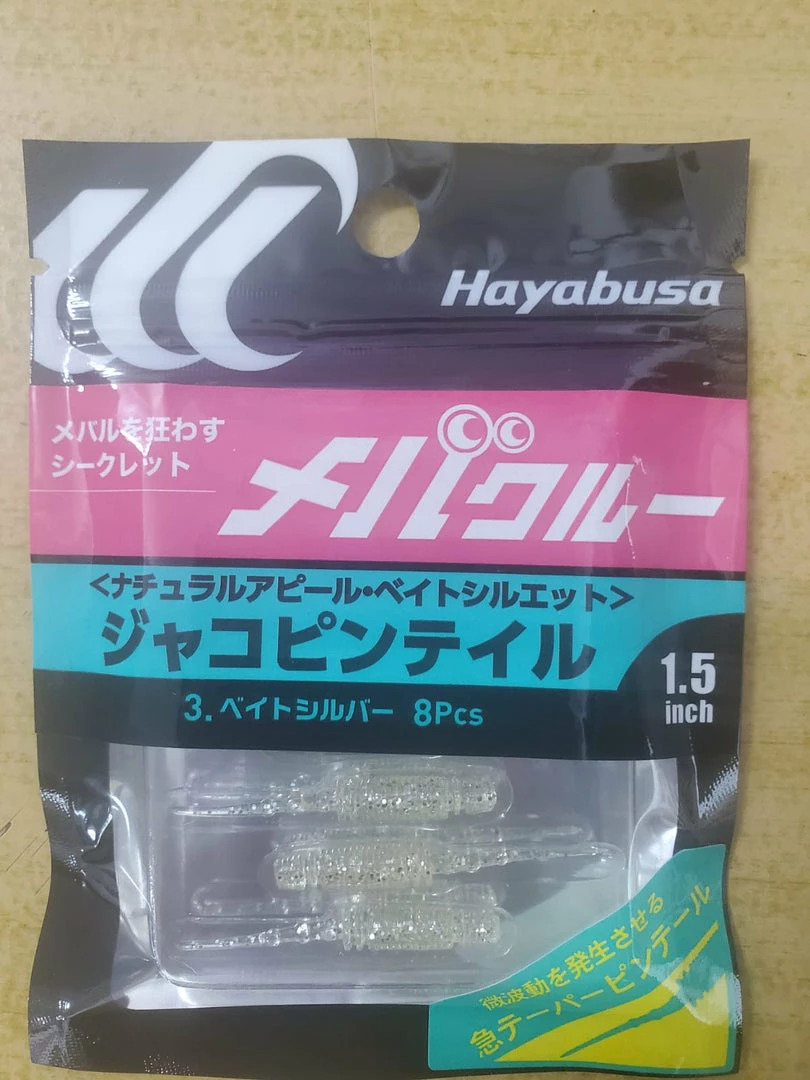 Hayabusa
メバルを狂わす
シークレット
メバクルー
<ナチュラルアピール・ベイトシルエット>
ジャコピンテイル
3. ベイトシルバー 8Pcs
1.5
inch
微波動を発生させる
急テーパーピンテール